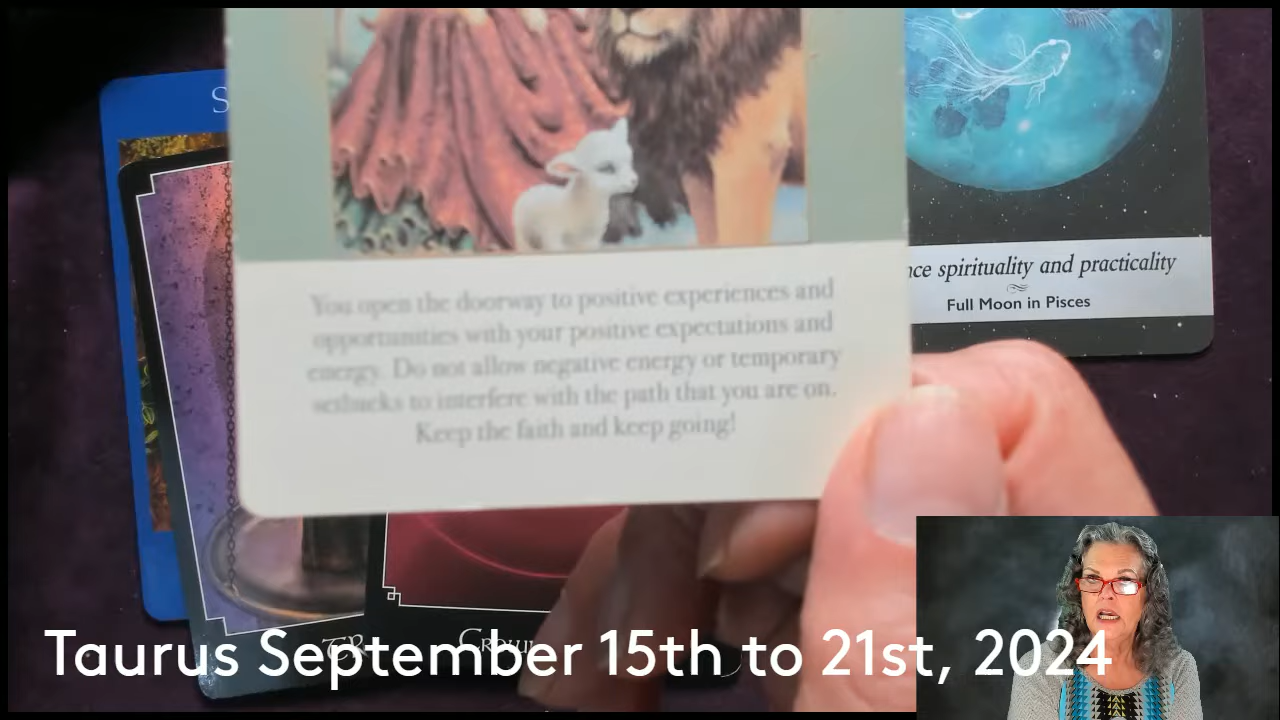 S
nce spirituality and practicality
Full Moon in Pisces
You open the doorway to positive experiences and
opportunities with your positive expectations and
energy. Do not allow negative energy or temporary
setbacks to interfere with the path that you are on.
Keep the faith and keep going!
Crown
Taurus September 15th to 21st, 2024